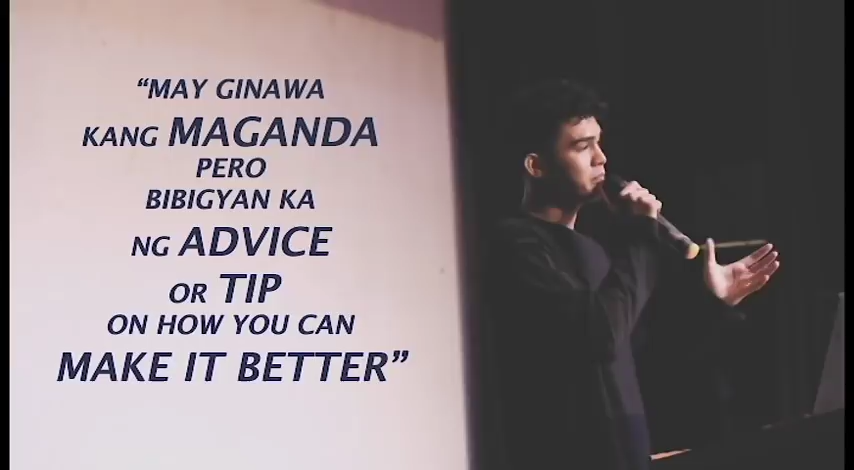 “MAY GINAWA
KANG MAGANDA
PERO
BIBIGYAN KA
NG ADVICE
OR TIP
ON HOW YOU CAN
MAKE IT BETTER”